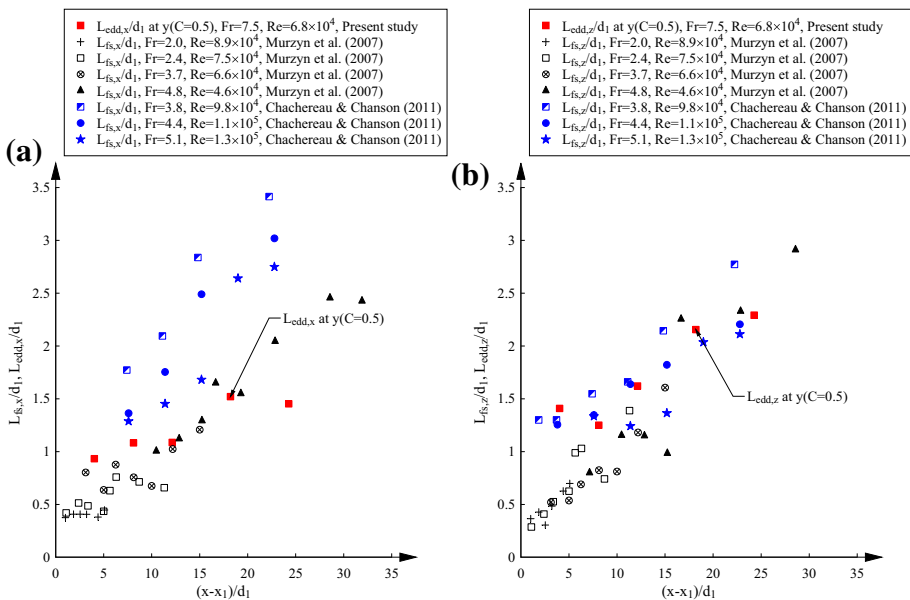 L_edd,x/d_1 at y(C=0.5), Fr=7.5, Re=6.8×10^4, Present study
L_fs,x/d_1, Fr=2.0, Re=8.9×10^4, Murzyn et al. (2007)
L_fs,x/d_1, Fr=2.4, Re=7.5×10^4, Murzyn et al. (2007)
L_fs,x/d_1, Fr=3.7, Re=6.6×10^4, Murzyn et al. (2007)
L_fs,x/d_1, Fr=4.8, Re=4.6×10^4, Murzyn et al. (2007)
L_fs,x/d_1, Fr=3.8, Re=9.8×10^4, Chachereau & Chanson (2011)
L_fs,x/d_1, Fr=4.4, Re=1.1×10^5, Chachereau & Chanson (2011)
L_fs,x/d_1, Fr=5.1, Re=1.3×10^5, Chachereau & Chanson (2011)
(a)
3.5
3
2.5
2
1.5
1
0.5
0
L_fs,x/d_1, L_edd,x/d_1
L_edd,x at y(C=0.5)
0 5 10 15 20 25 30 35
(x-x_1)/d_1
L_edd,z/d_1 at y(C=0.5), Fr=7.5, Re=6.8×10^4, Present study
L_fs,z/d_1, Fr=2.0, Re=8.9×10^4, Murzyn et al. (2007)
L_fs,z/d_1, Fr=2.4, Re=7.5×10^4, Murzyn et al. (2007)
L_fs,z/d_1, Fr=3.7, Re=6.6×10^4, Murzyn et al. (2007)
L_fs,z/d_1, Fr=4.8, Re=4.6×10^4, Murzyn et al. (2007)
L_fs,z/d_1, Fr=3.8, Re=9.8×10^4, Chachereau & Chanson (2011)
L_fs,z/d_1, Fr=4.4, Re=1.1×10^5, Chachereau & Chanson (2011)
L_fs,z/d_1, Fr=5.1, Re=1.3×10^5, Chachereau & Chanson (2011)
(b)
3.5
3
2.5
2
1.5
1
0.5
0
L_fs,z/d_1, L_edd,z/d_1
L_edd,z at y(C=0.5)
0 5 10 15 20 25 30 35
(x-x_1)/d_1